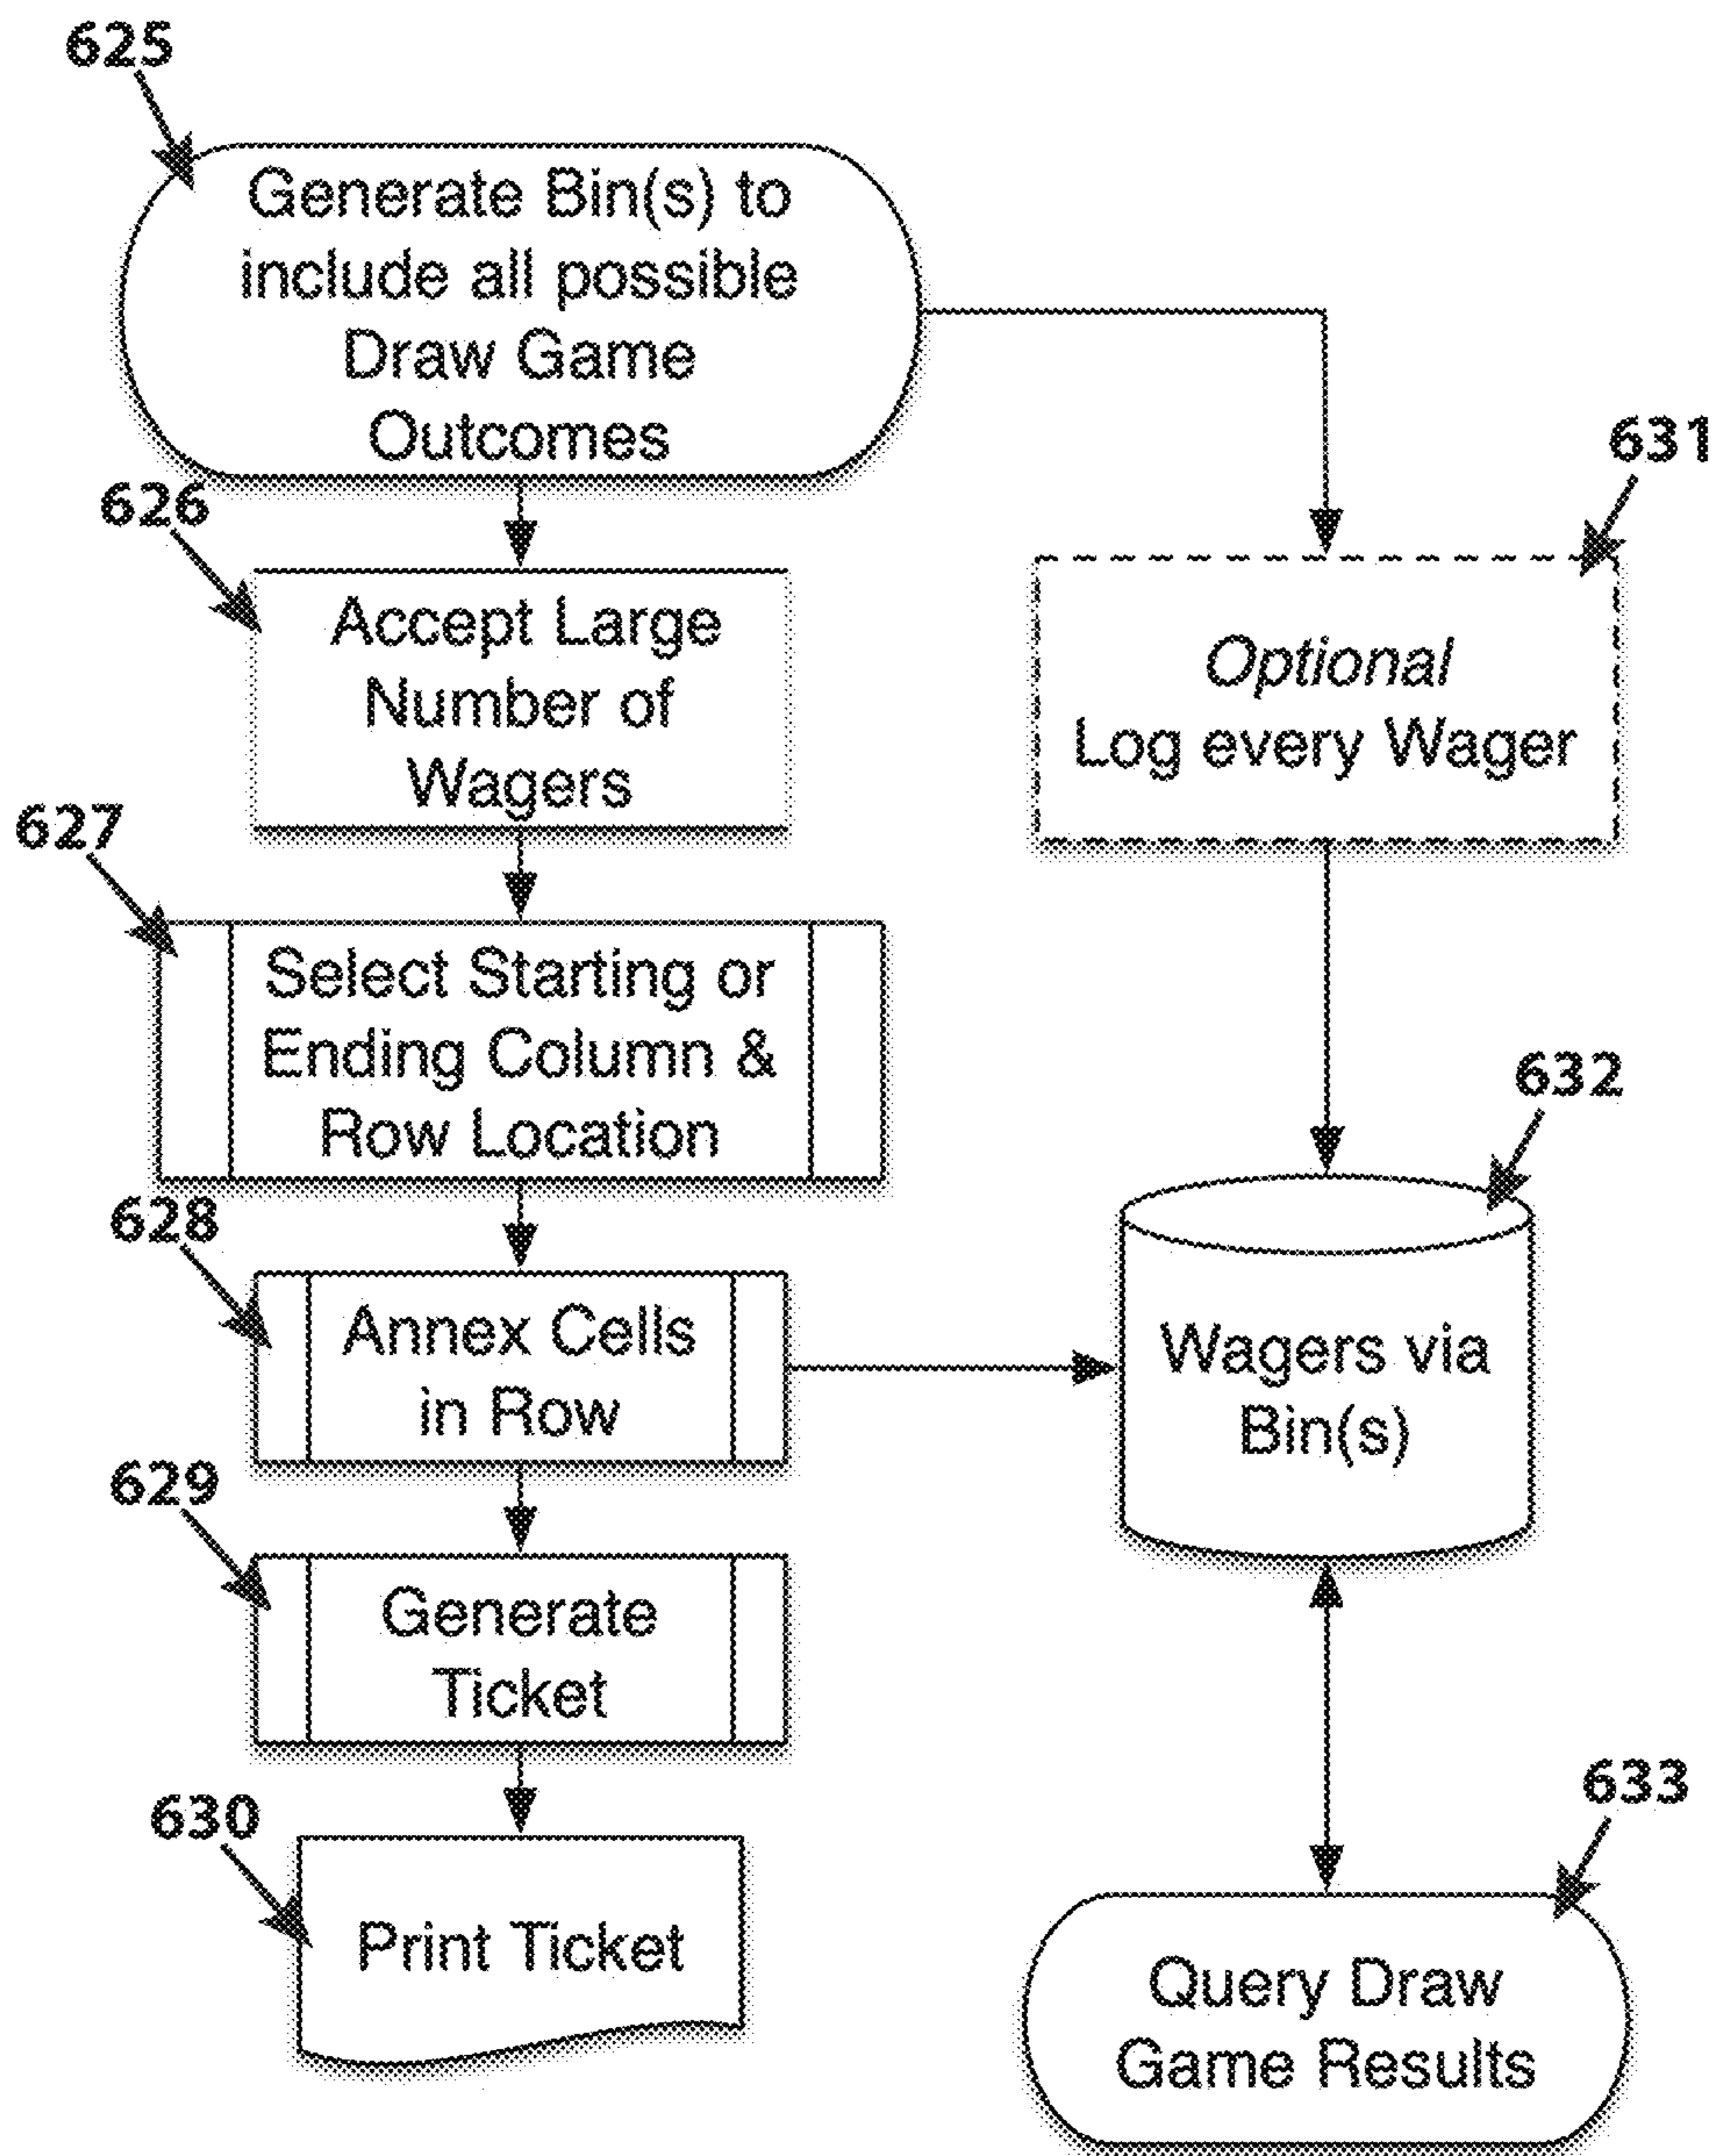 625
Generate Bin(s) to
include all possible
Draw Game
Outcomes
626
Accept Large
Number of
Wagers
627
Select Starting or
Ending Column &
Row Location
628
Annex Cells
in Row
629
Generate
Ticket
630
Print Ticket
631
Optional
Log every Wager
632
Wagers via
Bin(s)
633
Query Draw
Game Results